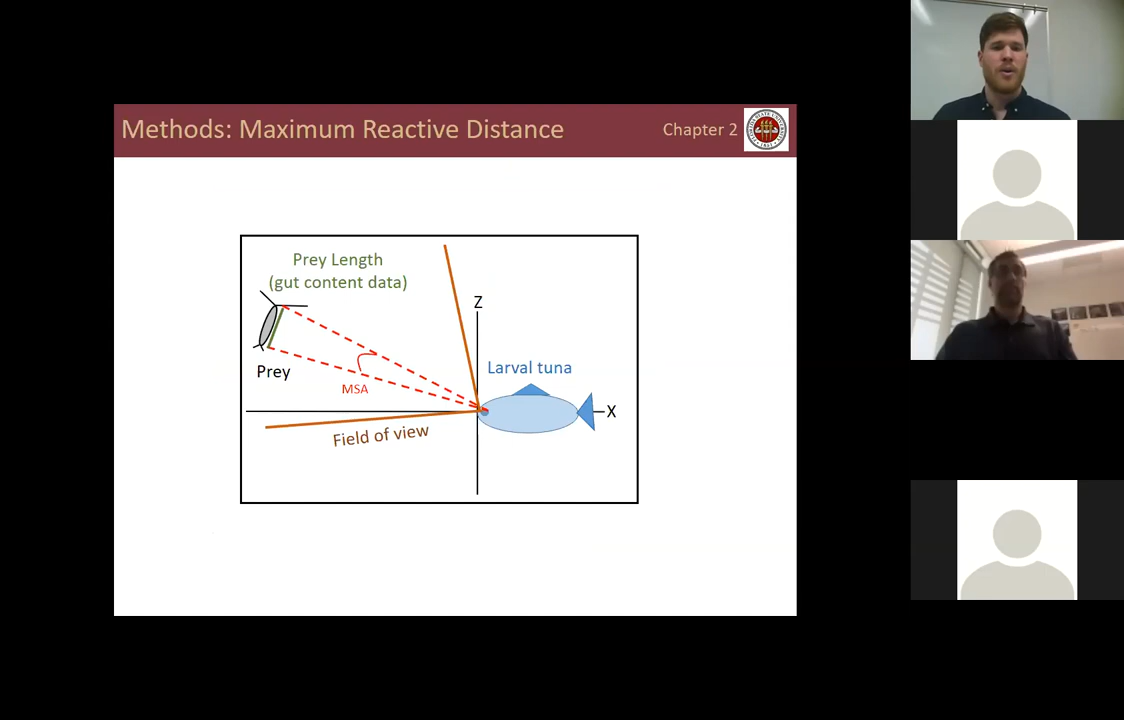 Methods: Maximum Reactive Distance
Chapter 2
Prey Length
(gut content data)
Z
Larval tuna
Prey
MSA
X
Field of view